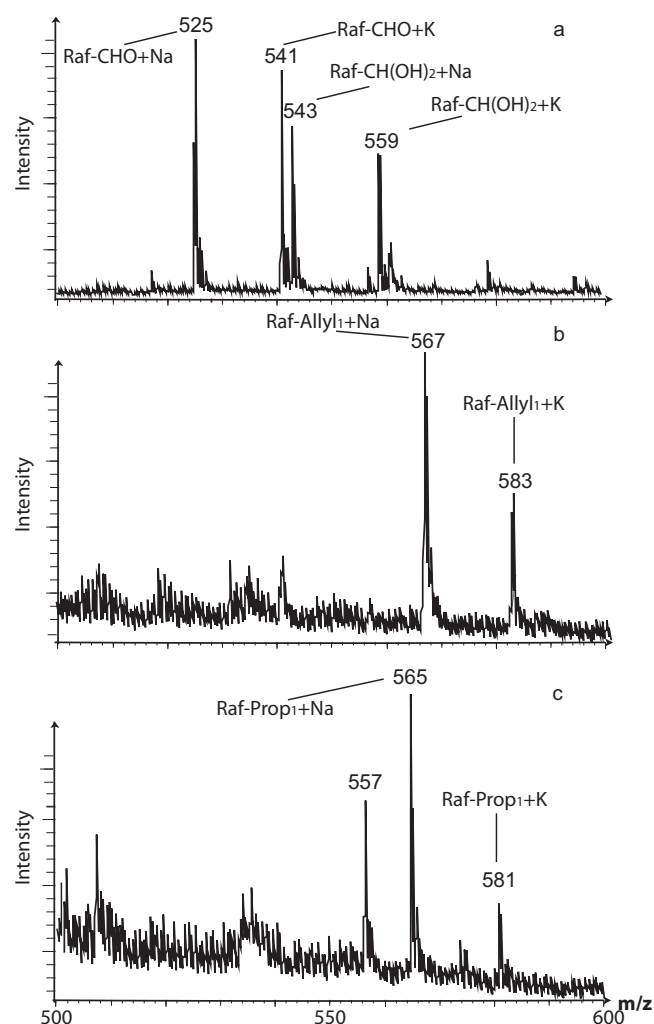 a
525
Raf-CHO+Na
Raf-CHO+K
541
Raf-CH(OH)2+Na
543
Raf-CH(OH)2+K
559
Intensity
b
Raf-Allyl1+Na
567
Raf-Allyl1+K
583
Intensity
c
565
Raf-Prop1+Na
557
Raf-Prop1+K
581
Intensity
500
550
600
m/z